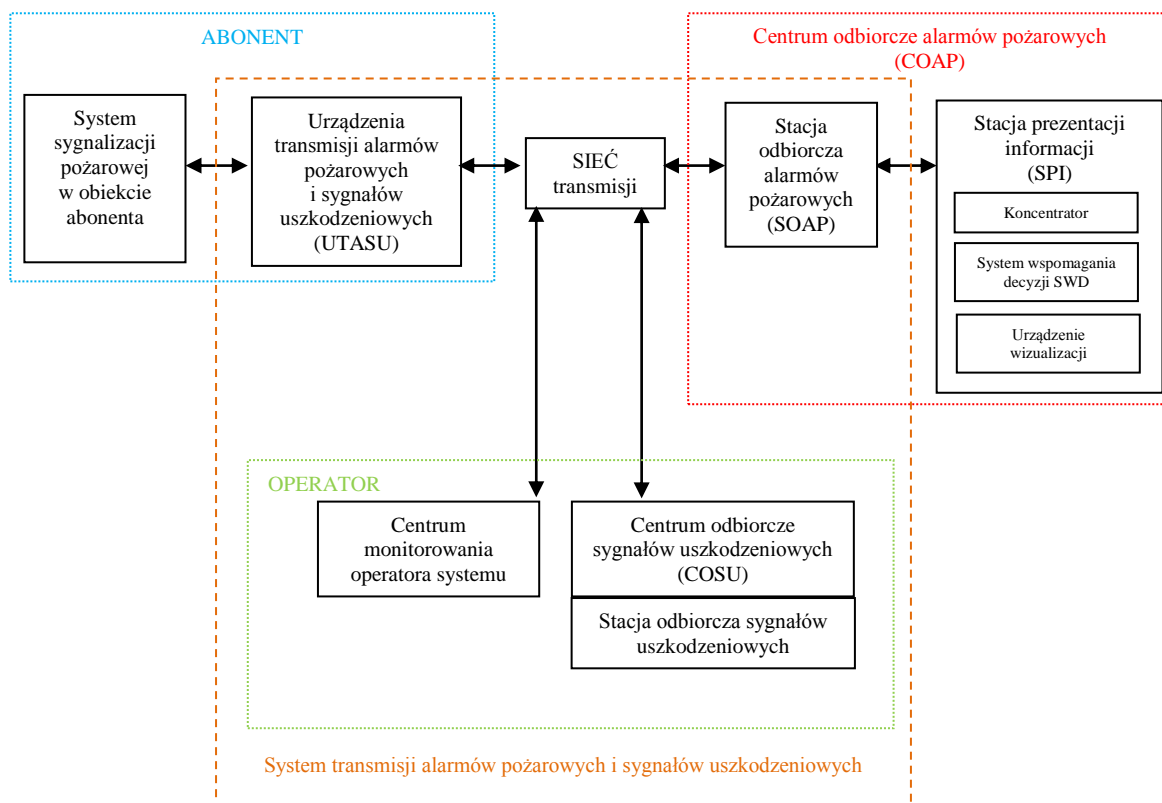 ABONENT
Centrum odbiorcze alarmów pożarowych
(COAP)
System
sygnalizacji
pożarowej
w obiekcie
abonenta
Urządzenia
transmisji alarmów
pożarowych
i sygnałów
uszkodzeniowych
(UTASU)
SIEĆ
transmisji
Stacja
odbiorcza
alarmów
pożarowych
(SOAP)
Stacja prezentacji
informacji
(SPI)
Koncentrator
System wspomagania
decyzji SWD
Urządzenie
wizualizacji
OPERATOR
Centrum
monitorowania
operatora systemu
Centrum odbiorcze
sygnałów uszkodzeniowych
(COSU)
Stacja odbiorcza sygnałów
uszkodzeniowych
System transmisji alarmów pożarowych i sygnałów uszkodzeniowych